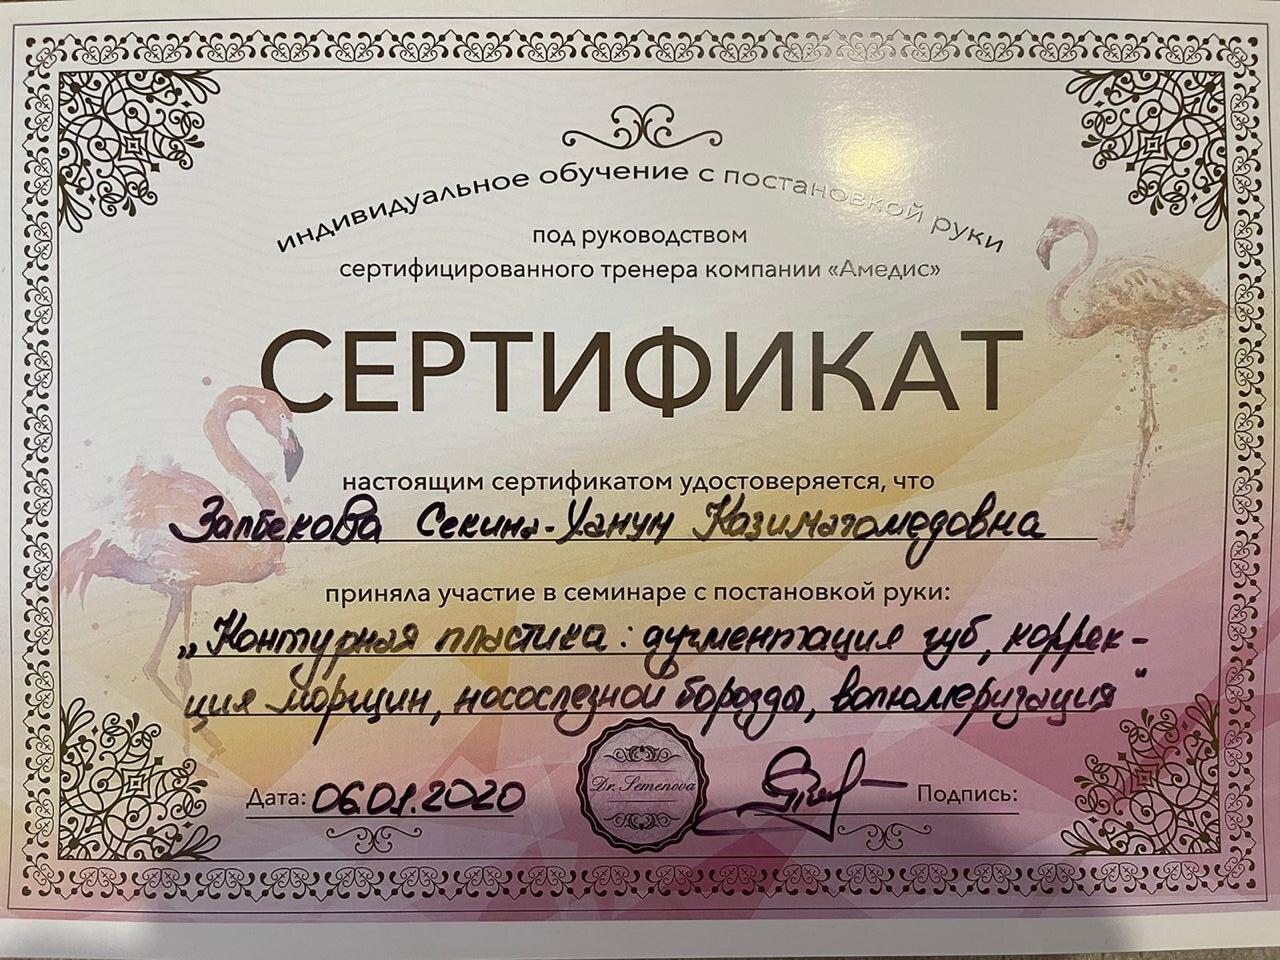 индивидуальное обучение с постановкой руки
под руководством
сертифицированного тренера компании «Амедис»
СЕРТИФИКАТ
настоящим сертификатом удостоверяется, что
Залбекова Секина-Ханум Казимагомедовна
приняла участие в семинаре с постановкой руки:
„Контурная пластика: аугментация губ, коррек-
ция морщин, носослезной борозды, волюмеризация"
Дата: 06.01.2020
Dr. Semenova
Подпись: